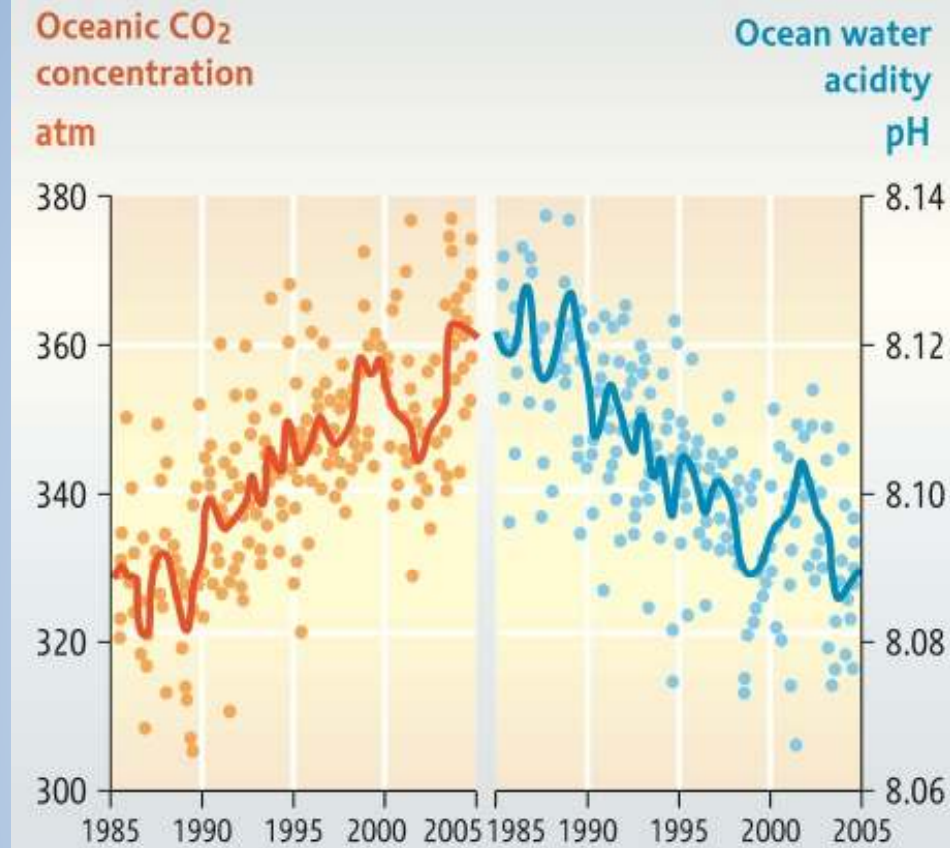 Oceanic CO₂
concentration
atm
Ocean water
acidity
pH
380
360
340
320
300
8.14
8.12
8.10
8.08
8.06
1985 1990 1995 2000 2005
1985 1990 1995 2000 2005